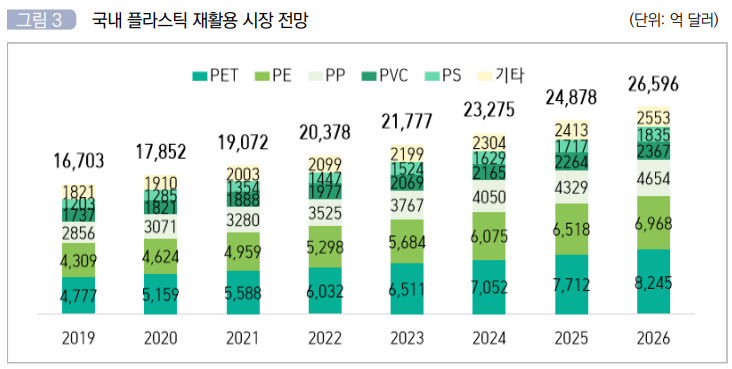 그림 3 국내 플라스틱 재활용 시장 전망 (단위: 억 달러)
PET PE PP PVC PS 기타
16,703 17,852 19,072 20,378 21,777 23,275 24,878 26,596
1821 1910 2003 2099 2199 2304 2413 2553
1203 1285 1354 1447 1524 1629 1717 1835
1737 1821 1888 1977 2069 2165 2264 2367
2856 3071 3280 3525 3767 4050 4329 4654
4,309 4,624 4,959 5,298 5,684 6,075 6,518 6,968
4,777 5,159 5,588 6,032 6,511 7,052 7,712 8,245
2019 2020 2021 2022 2023 2024 2025 2026